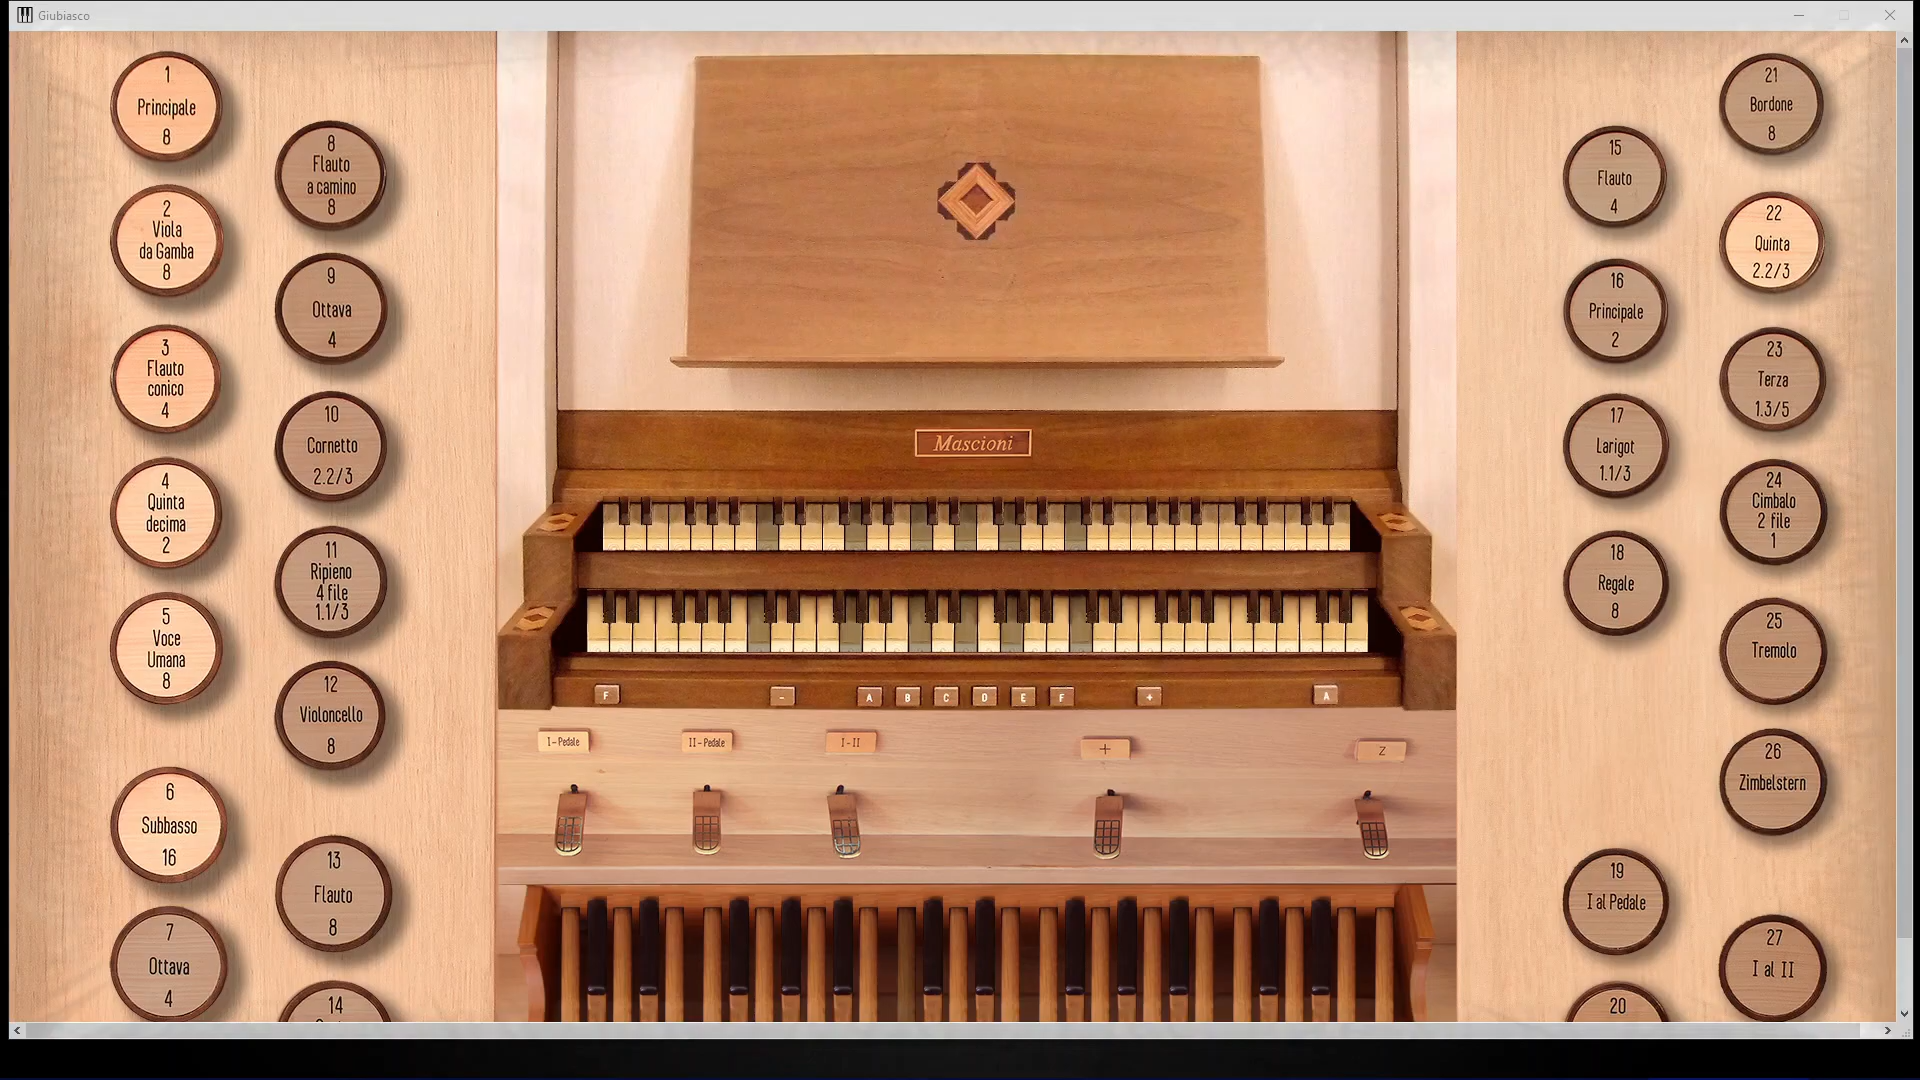 Giubiasco
1
Principale
8
2
Viola
da Gamba
8
3
Flauto
conico
4
4
Quinta
decima
2
5
Voce
Umana
8
6
Subbasso
16
7
Ottava
4
8
Flauto
a camino
8
9
Ottava
4
10
Cornetto
2.2/3
11
Ripieno
4 file
1.1/3
12
Violoncello
8
13
Flauto
8
14
Mascioni
F - A B C D E F + A
I-Pedale II-Pedale I-II + Z
15
Flauto
4
16
Principale
2
17
Larigot
1.1/3
18
Regale
8
19
I al Pedale
20
21
Bordone
8
22
Quinta
2.2/3
23
Terza
1.3/5
24
Cimbalo
2 file
1
25
Tremolo
26
Zimbelstern
27
I al II